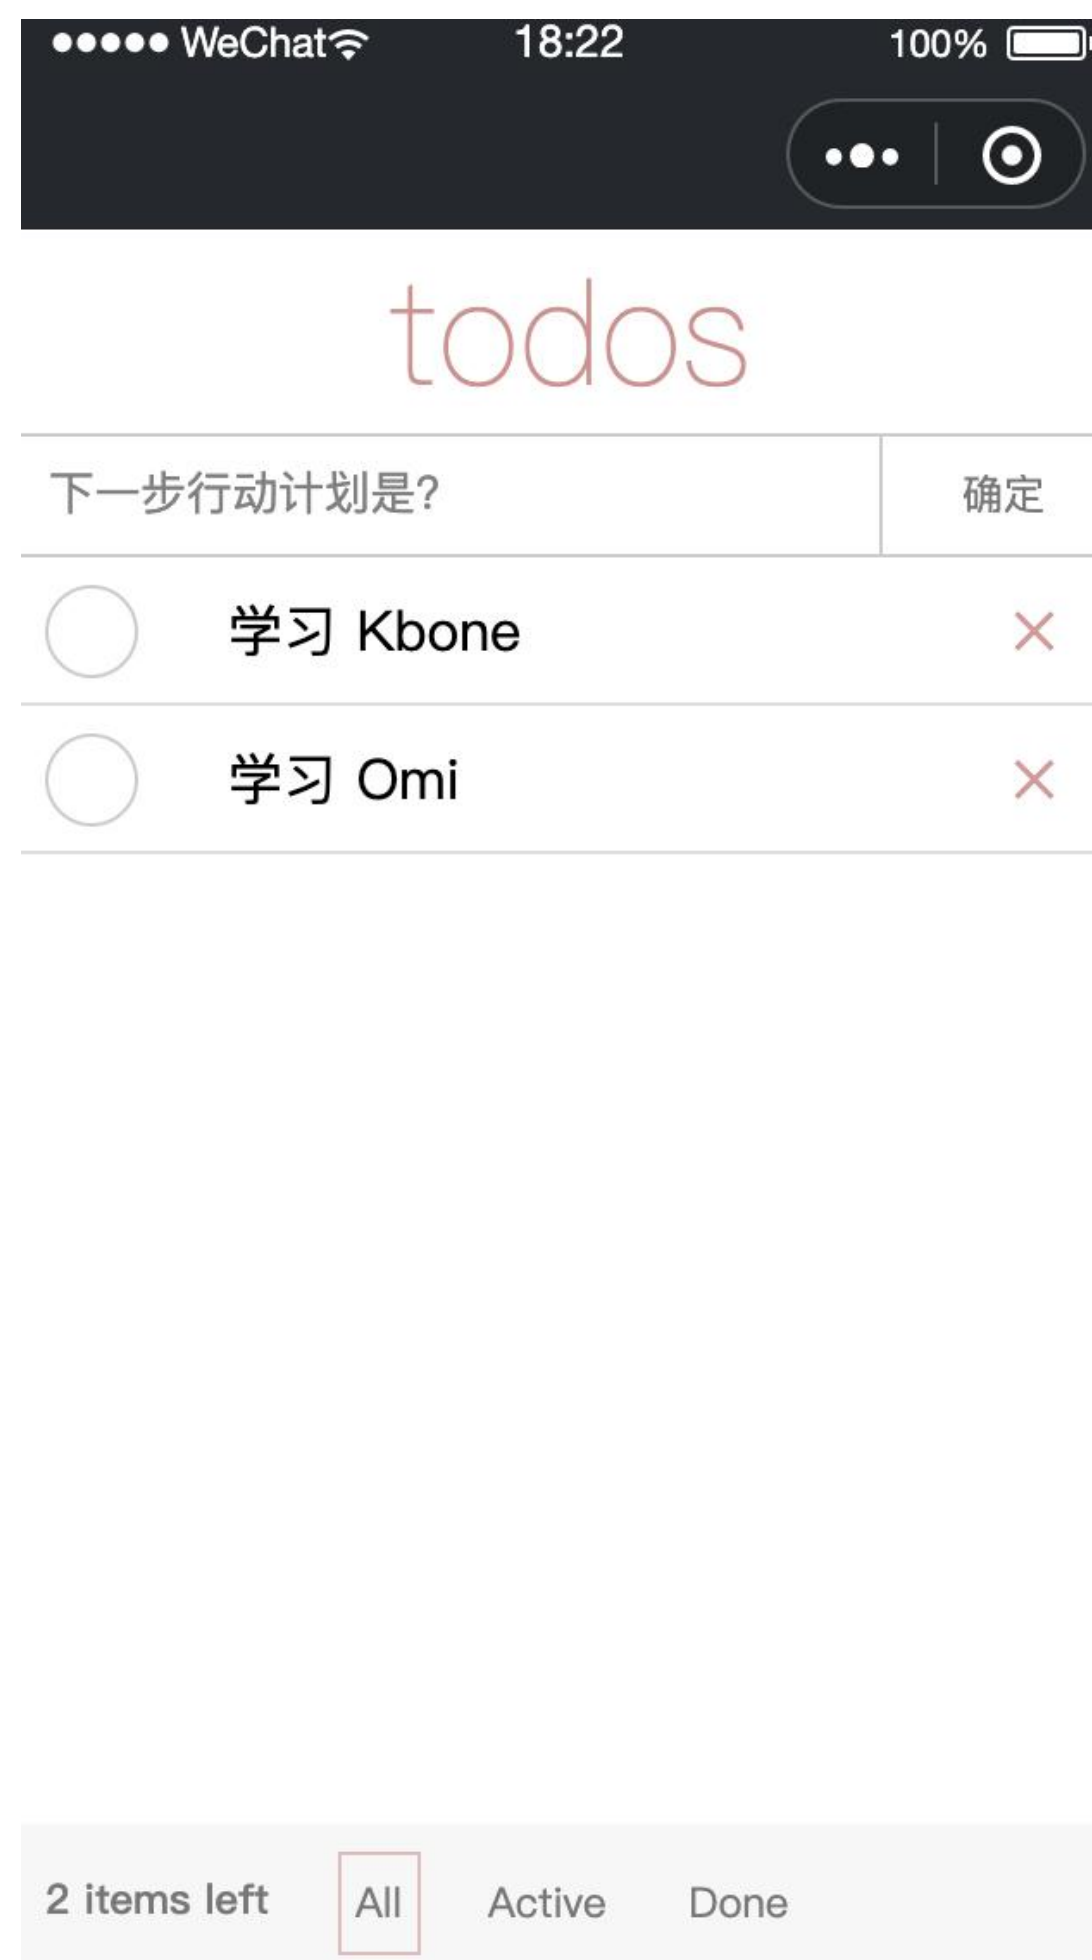 WeChat 18:22 100%
todos
下一步行动计划是? 确定
学习 Kbone
学习 Omi
2 items left All Active Done